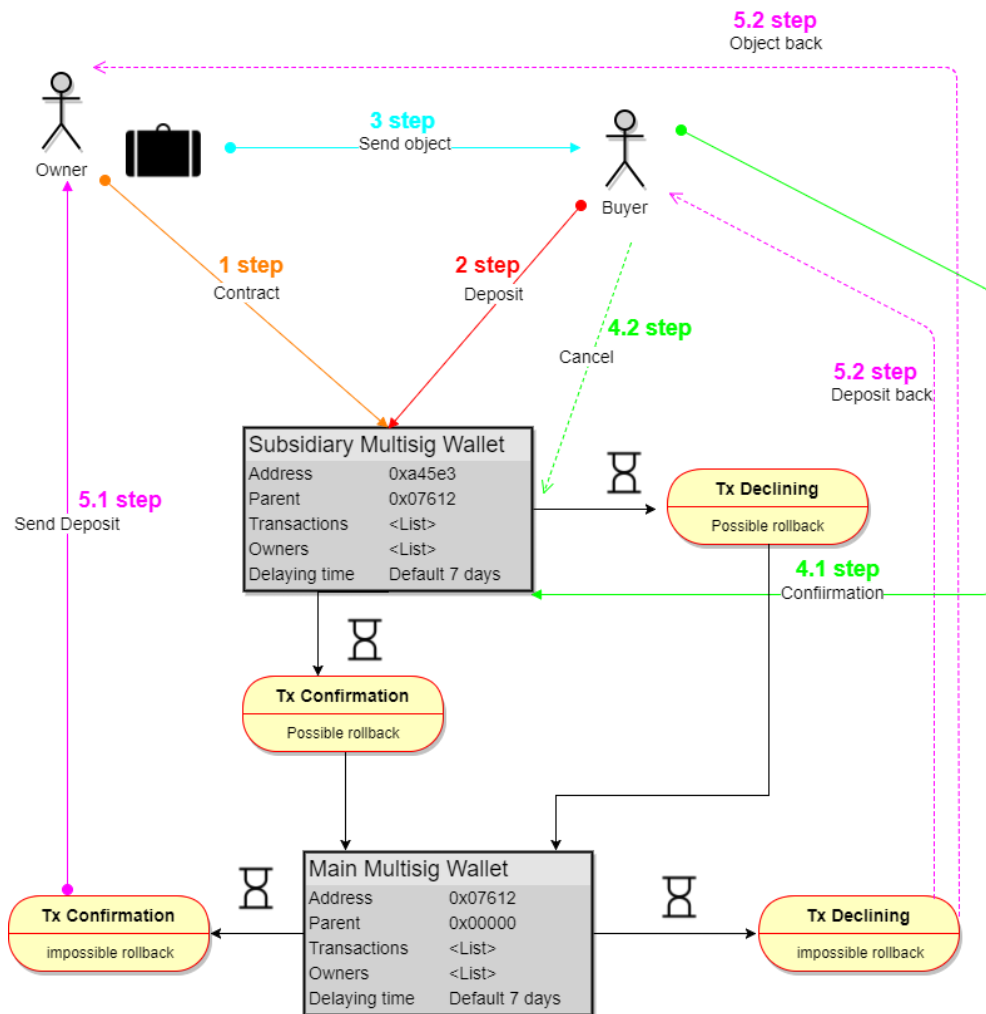 5.2 step
Object back
3 step
Send object
Owner
Buyer
1 step
Contract
2 step
Deposit
4.2 step
Cancel
5.2 step
Deposit back
Subsidiary Multisig Wallet
Address 0xa45e3
Parent 0x07612
Transactions <List>
Owners <List>
Delaying time Default 7 days
Tx Declining
Possible rollback
5.1 step
Send Deposit
4.1 step
Confiirmation
Tx Confirmation
Possible rollback
Main Multisig Wallet
Address 0x07612
Parent 0x00000
Transactions <List>
Owners <List>
Delaying time Default 7 days
Tx Confirmation
impossible rollback
Tx Declining
impossible rollback